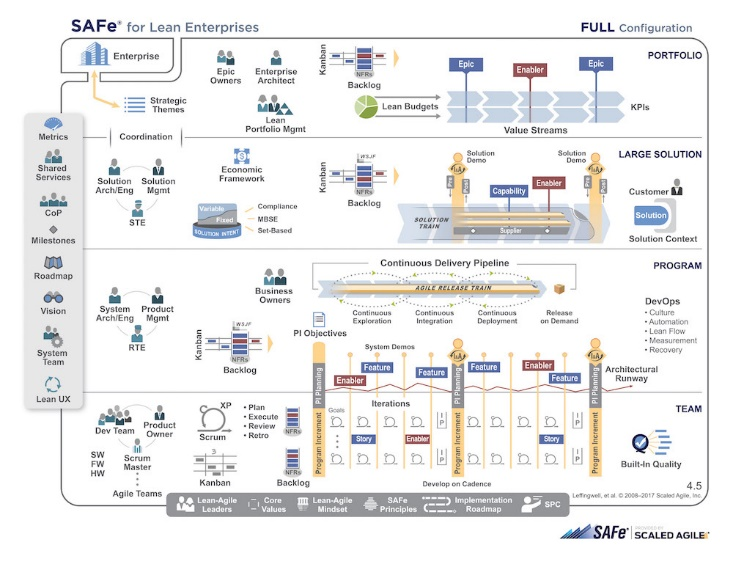 SAFe® for Lean Enterprises
FULL Configuration
Enterprise
Strategic
Themes
Epic
Owners
Enterprise
Architect
Lean
Portfolio Mgmt
Kanban
NFRs
Backlog
Lean Budgets
Epic
Enabler
Epic
KPIs
Value Streams
PORTFOLIO
Metrics
Shared
Services
CoP
Milestones
Roadmap
Vision
System
Team
Lean UX
Coordination
Solution
Arch/Eng
Solution
Mgmt
STE
Economic
Framework
Variable
Fixed
SOLUTION INTENT
Compliance
MBSE
Set-Based
Kanban
WSJF
NFRs
Backlog
Solution
Demo
Solution
Demo
I&A
I&A
Pre
Post
Pre
Post
Capability
Enabler
SOLUTION
TRAIN
Supplier
LARGE SOLUTION
Customer
Solution
Solution Context
System
Arch/Eng
Product
Mgmt
RTE
Business
Owners
Kanban
WSJF
NFRs
Backlog
PI Objectives
Continuous Delivery Pipeline
AGILE RELEASE TRAIN
Continuous
Exploration
Continuous
Integration
Continuous
Deployment
Release
on Demand
PROGRAM
DevOps
• Culture
• Automation
• Lean Flow
• Measurement
• Recovery
System Demos
I&A
I&A
Enabler
Feature
Feature
Feature
Enabler
Feature
Architectural
Runway
PI Planning
PI Planning
PI Planning
Dev Team
Product
Owner
Scrum
Master
SW
FW
HW
Agile Teams
XP
Scrum
• Plan
• Execute
• Review
• Retro
3
Kanban
NFRs
NFRs
Backlog
Program Increment
Program Increment
Program Increment
Goals
Iterations
Story
Enabler
Story
I
P
I
P
I
P
I
P
Develop on Cadence
TEAM
Built-In Quality
4.5
Leffingwell, et al. © 2008–2017 Scaled Agile, Inc.
Lean-Agile
Leaders
Core
Values
Lean-Agile
Mindset
SAFe
Principles
Implementation
Roadmap
SPC
SAFe®
PROVIDED BY
SCALED AGILE